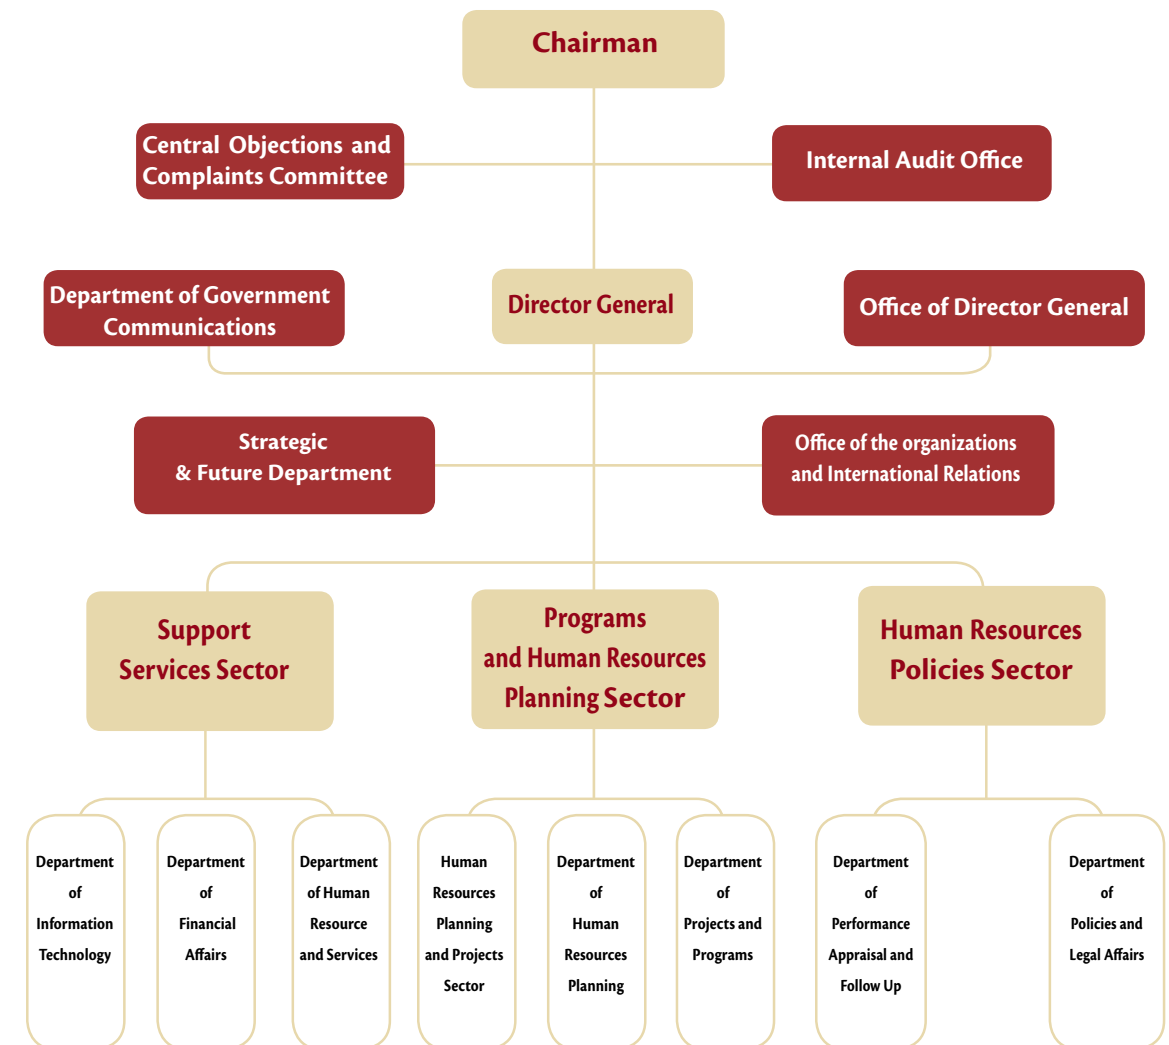 Chairman
Central Objections and
Complaints Committee
Internal Audit Office
Department of Government
Communications
Director General
Office of Director General
Strategic
& Future Department
Office of the organizations
and International Relations
Support
Services Sector
Programs
and Human Resources
Planning Sector
Human Resources
Policies Sector
Department
of
Information
Technology
Department
of
Financial
Affairs
Department
of Human
Resource
and Services
Human
Resources
Planning
and Projects
Sector
Department
of
Human
Resources
Planning
Department
of
Projects and
Programs
Department
of
Performance
Appraisal and
Follow Up
Department
of
Policies and
Legal Affairs